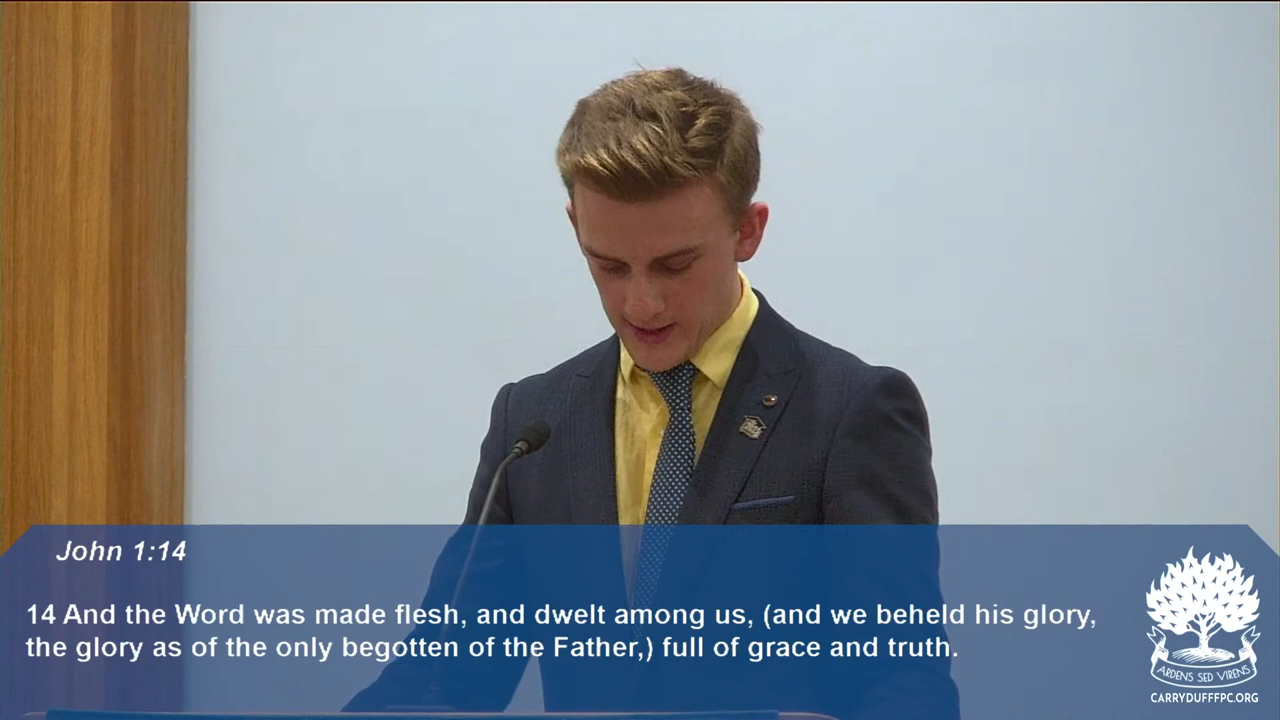 John 1:14
14 And the Word was made flesh, and dwelt among us, (and we beheld his glory,
the glory as of the only begotten of the Father,) full of grace and truth.
ARDENS SED VIRENS
CARRYDUFFFPC.ORG